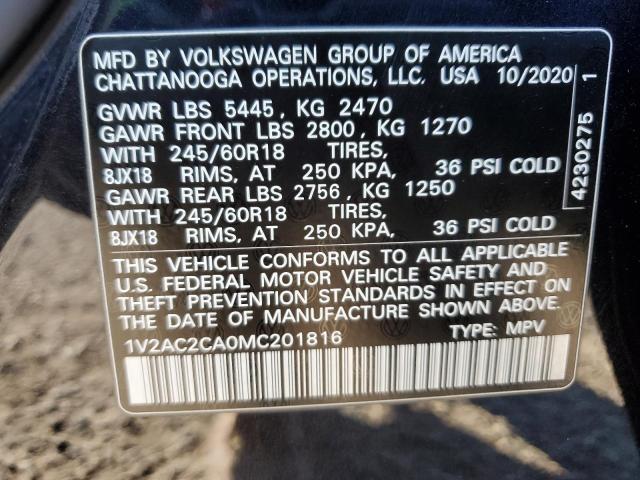 MFD BY VOLKSWAGEN GROUP OF AMERICA
CHATTANOOGA OPERATIONS, LLC, USA 10/2020
GVWR LBS 5445, KG 2470
GAWR FRONT LBS 2800, KG 1270
WITH 245/60R18 TIRES,
8JX18 RIMS, AT 250 KPA, 36 PSI COLD
GAWR REAR LBS 2756, KG 1250
WITH 245/60R18 TIRES,
8JX18 RIMS, AT 250 KPA, 36 PSI COLD
THIS VEHICLE CONFORMS TO ALL APPLICABLE
U.S. FEDERAL MOTOR VEHICLE SAFETY AND
THEFT PREVENTION STANDARDS IN EFFECT ON
THE DATE OF MANUFACTURE SHOWN ABOVE.
1V2AC2CA0MC201816 TYPE: MPV
4230275 1